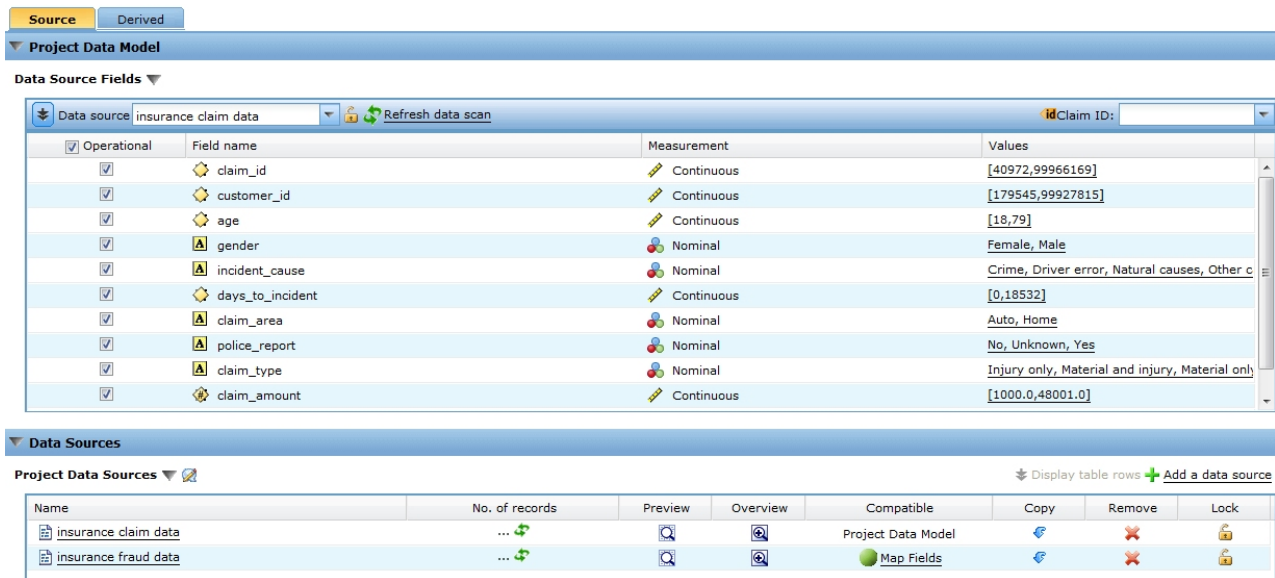 Source Derived
Project Data Model
Data Source Fields
Data source insurance claim data Refresh data scan id Claim ID:
Operational Field name Measurement Values
claim_id Continuous [40972,99966169]
customer_id Continuous [179545,99927815]
age Continuous [18,79]
A gender Nominal Female, Male
A incident_cause Nominal Crime, Driver error, Natural causes, Other c
days_to_incident Continuous [0,18532]
A claim_area Nominal Auto, Home
A police_report Nominal No, Unknown, Yes
A claim_type Nominal Injury only, Material and injury, Material only
# claim_amount Continuous [1000.0,48001.0]
Data Sources
Project Data Sources Display table rows Add a data source
Name No. of records Preview Overview Compatible Copy Remove Lock
insurance claim data ... Project Data Model
insurance fraud data ... Map Fields